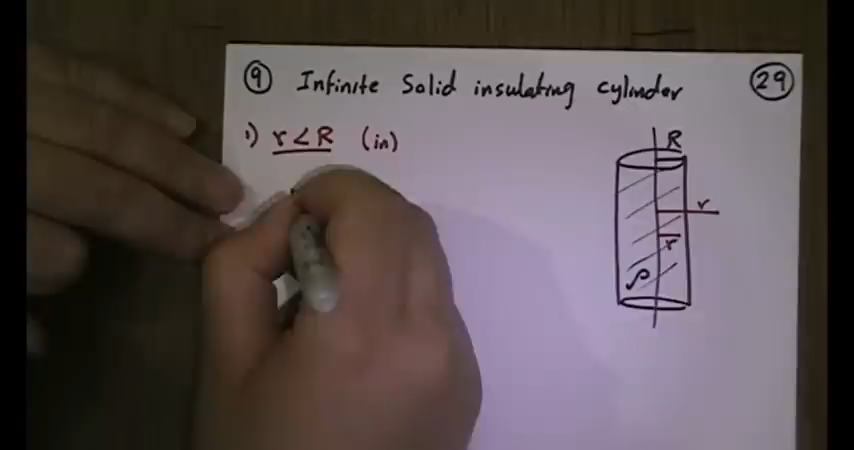 9 Infinite Solid insulating cylinder 29
1) r < R (in)
R
r
r
ρ